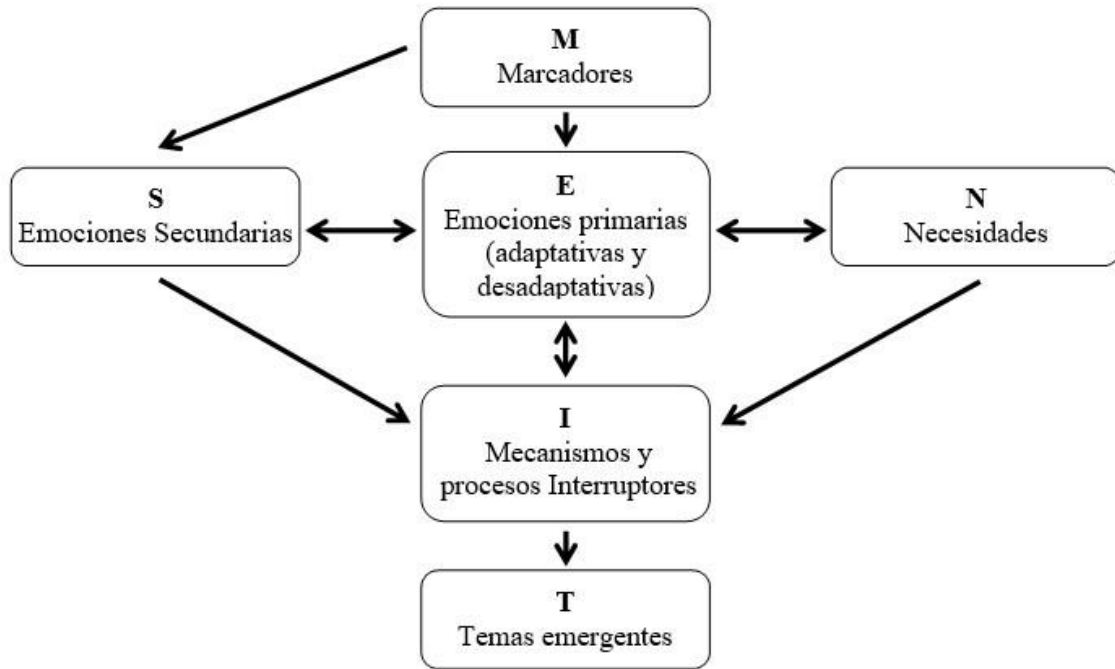 M
Marcadores
S
Emociones Secundarias
E
Emociones primarias
(adaptativas y
desadaptativas)
N
Necesidades
I
Mecanismos y
procesos Interruptores
T
Temas emergentes